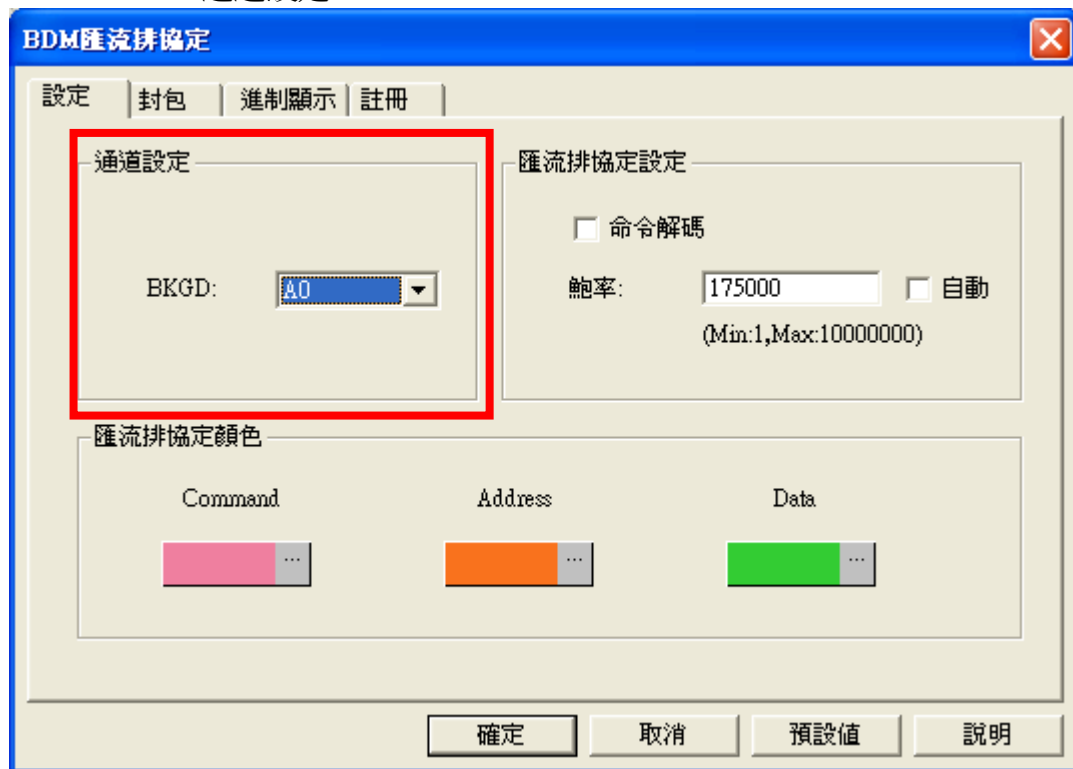 BDM匯流排協定
設定 封包 進制顯示 註冊
通道設定
BKGD: A0
匯流排協定設定
命令解碼
鮑率: 175000 自動
(Min:1,Max:10000000)
匯流排協定顏色
Command Address Data
... ... ...
確定 取消 預設值 說明